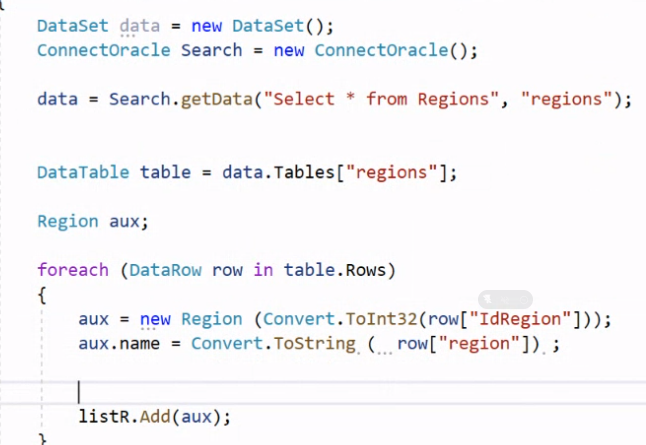 DataSet data = new DataSet();
ConnectOracle Search = new ConnectOracle();
data = Search.getData("Select * from Regions", "regions");
DataTable table = data.Tables["regions"];
Region aux;
foreach (DataRow row in table.Rows)
{
aux = new Region (Convert.ToInt32(row["IdRegion"]));
aux.name = Convert.ToString ( row["region"]) ;
listR.Add(aux);
}